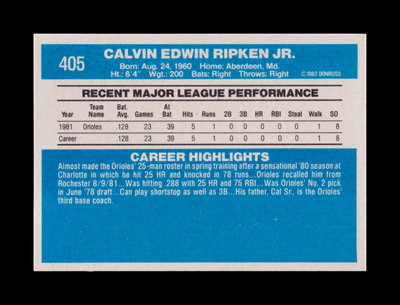 405
CALVIN EDWIN RIPKEN JR.
Born: Aug. 24, 1960 Home: Aberdeen, Md.
Ht.: 6'4" Wgt.: 200 Bats: Right Throws: Right ©1982 DONRUSS
RECENT MAJOR LEAGUE PERFORMANCE
Year Team Name Bat. Avg. Games At Bat Hits Runs 2B 3B HR RBI Steal Walk SO
1981 Orioles .128 23 39 5 1 0 0 0 0 0 1 8
Career .128 23 39 5 1 0 0 0 0 0 1 8
CAREER HIGHLIGHTS
Almost made the Orioles' 25-man roster in spring training after a sensational '80 season at
Charlotte in which he hit 25 HR and knocked in 78 runs...Orioles recalled him from
Rochester 8/9/81...Was hitting .288 with 25 HR and 75 RBI...Was Orioles' No. 2 pick
in June '78 draft...Can play shortstop as well as 3B...His father, Cal Sr., is the Orioles'
third base coach.